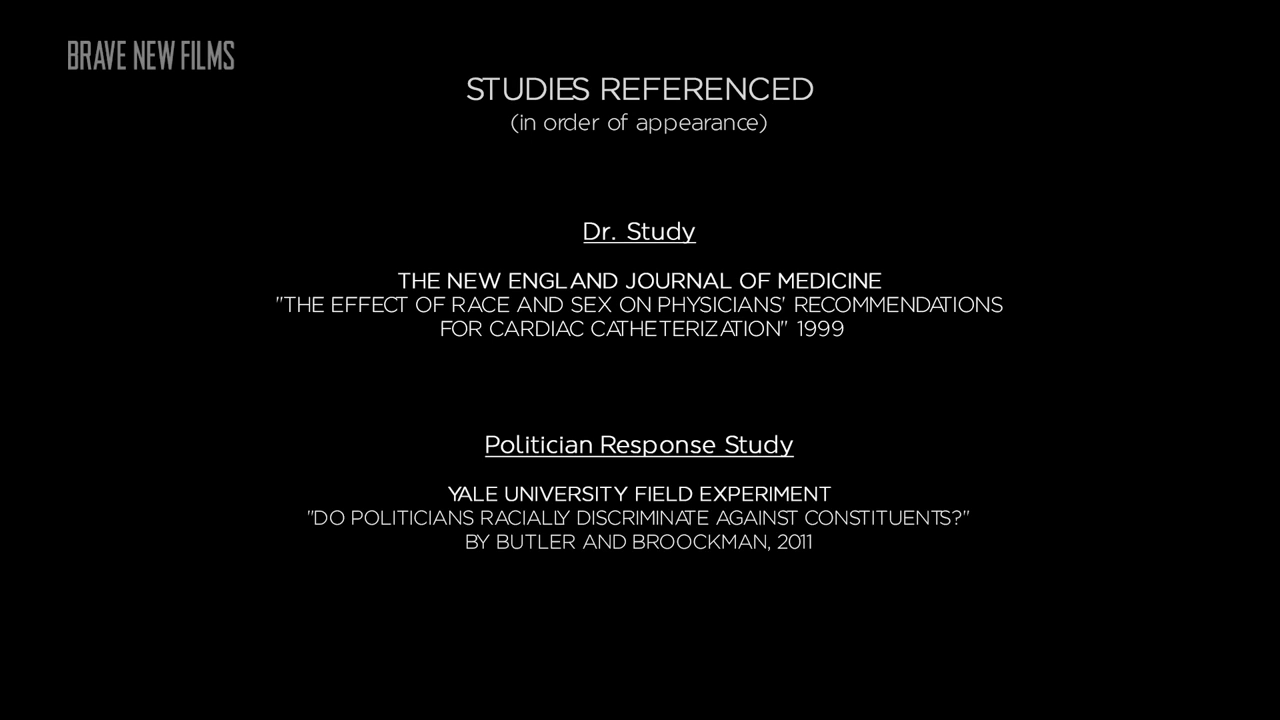 BRAVE NEW FILMS
STUDIES REFERENCED
(in order of appearance)
Dr. Study
THE NEW ENGLAND JOURNAL OF MEDICINE
"THE EFFECT OF RACE AND SEX ON PHYSICIANS' RECOMMENDATIONS
FOR CARDIAC CATHETERIZATION" 1999
Politician Response Study
YALE UNIVERSITY FIELD EXPERIMENT
"DO POLITICIANS RACIALLY DISCRIMINATE AGAINST CONSTITUENTS?"
BY BUTLER AND BROOCKMAN, 2011